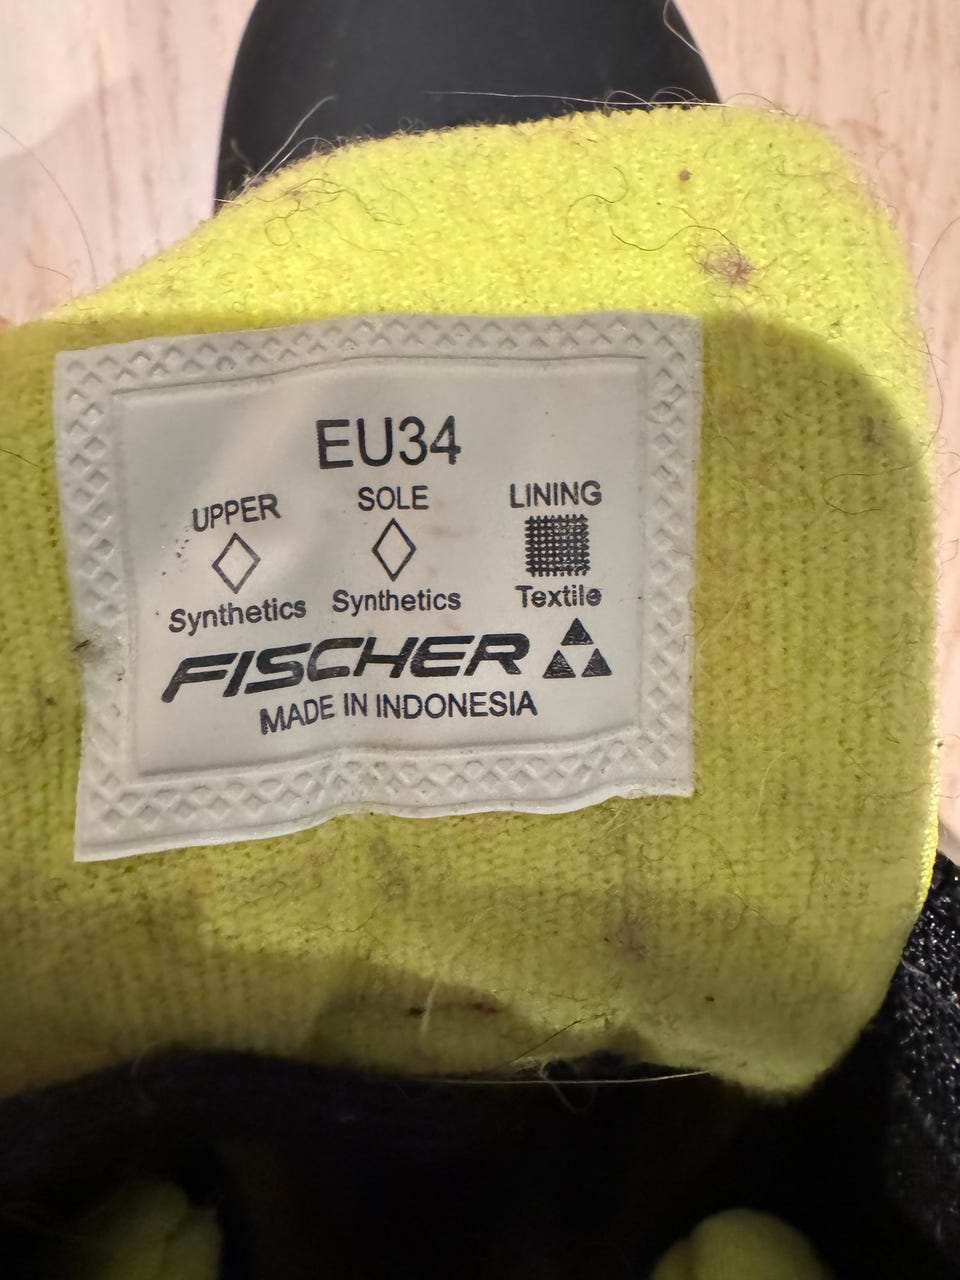 EU34
UPPER SOLE LINING
Synthetics Synthetics Textile
FISCHER
MADE IN INDONESIA